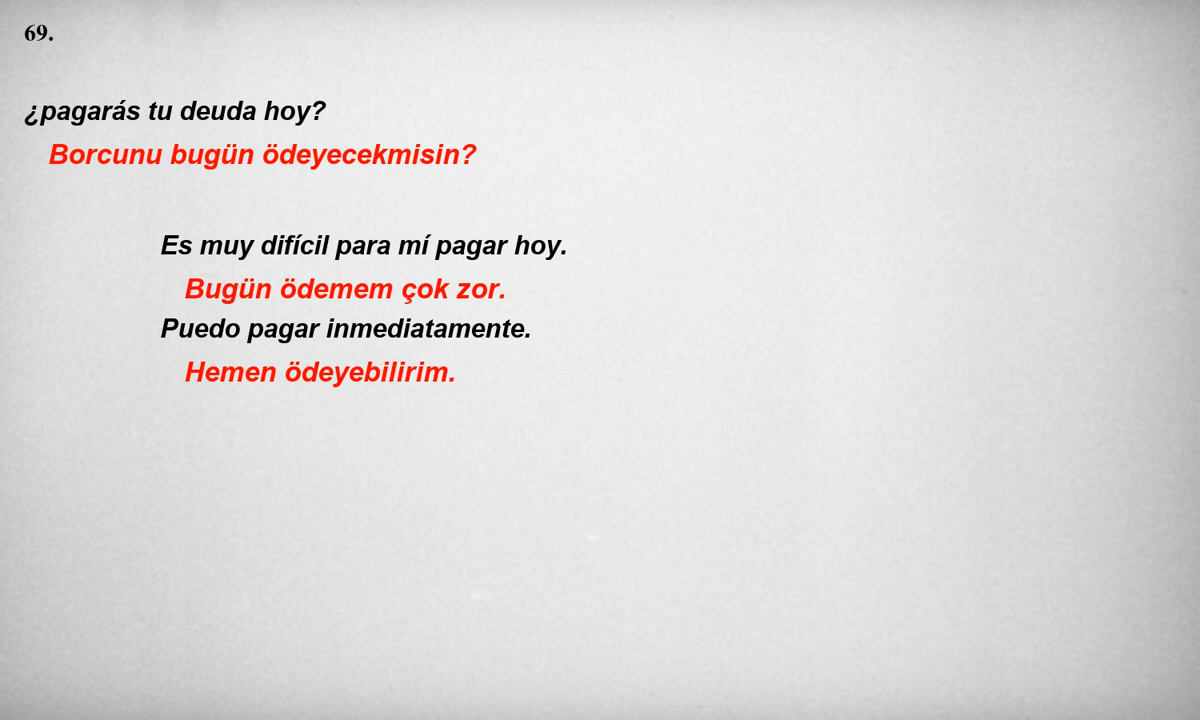 69.
¿pagarás tu deuda hoy?
Borcunu bugün ödeyecekmisin?
Es muy difícil para mí pagar hoy.
Bugün ödemem çok zor.
Puedo pagar inmediatamente.
Hemen ödeyebilirim.